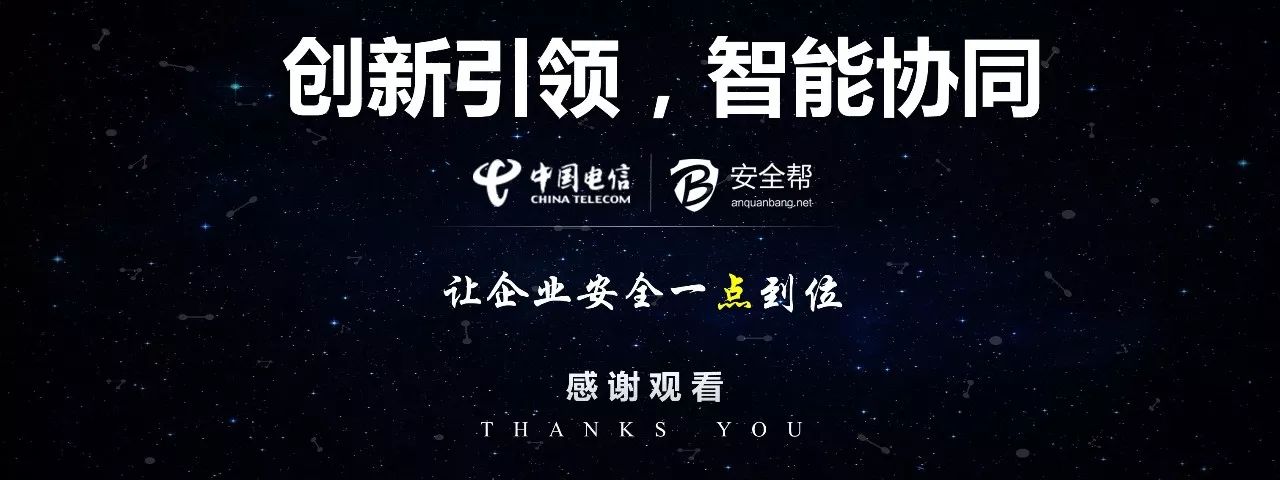 创新引领，智能协同
中国电信 安全帮
CHINA TELECOM anquanbang.net
让企业安全一点到位
感谢观看
THANKS YOU